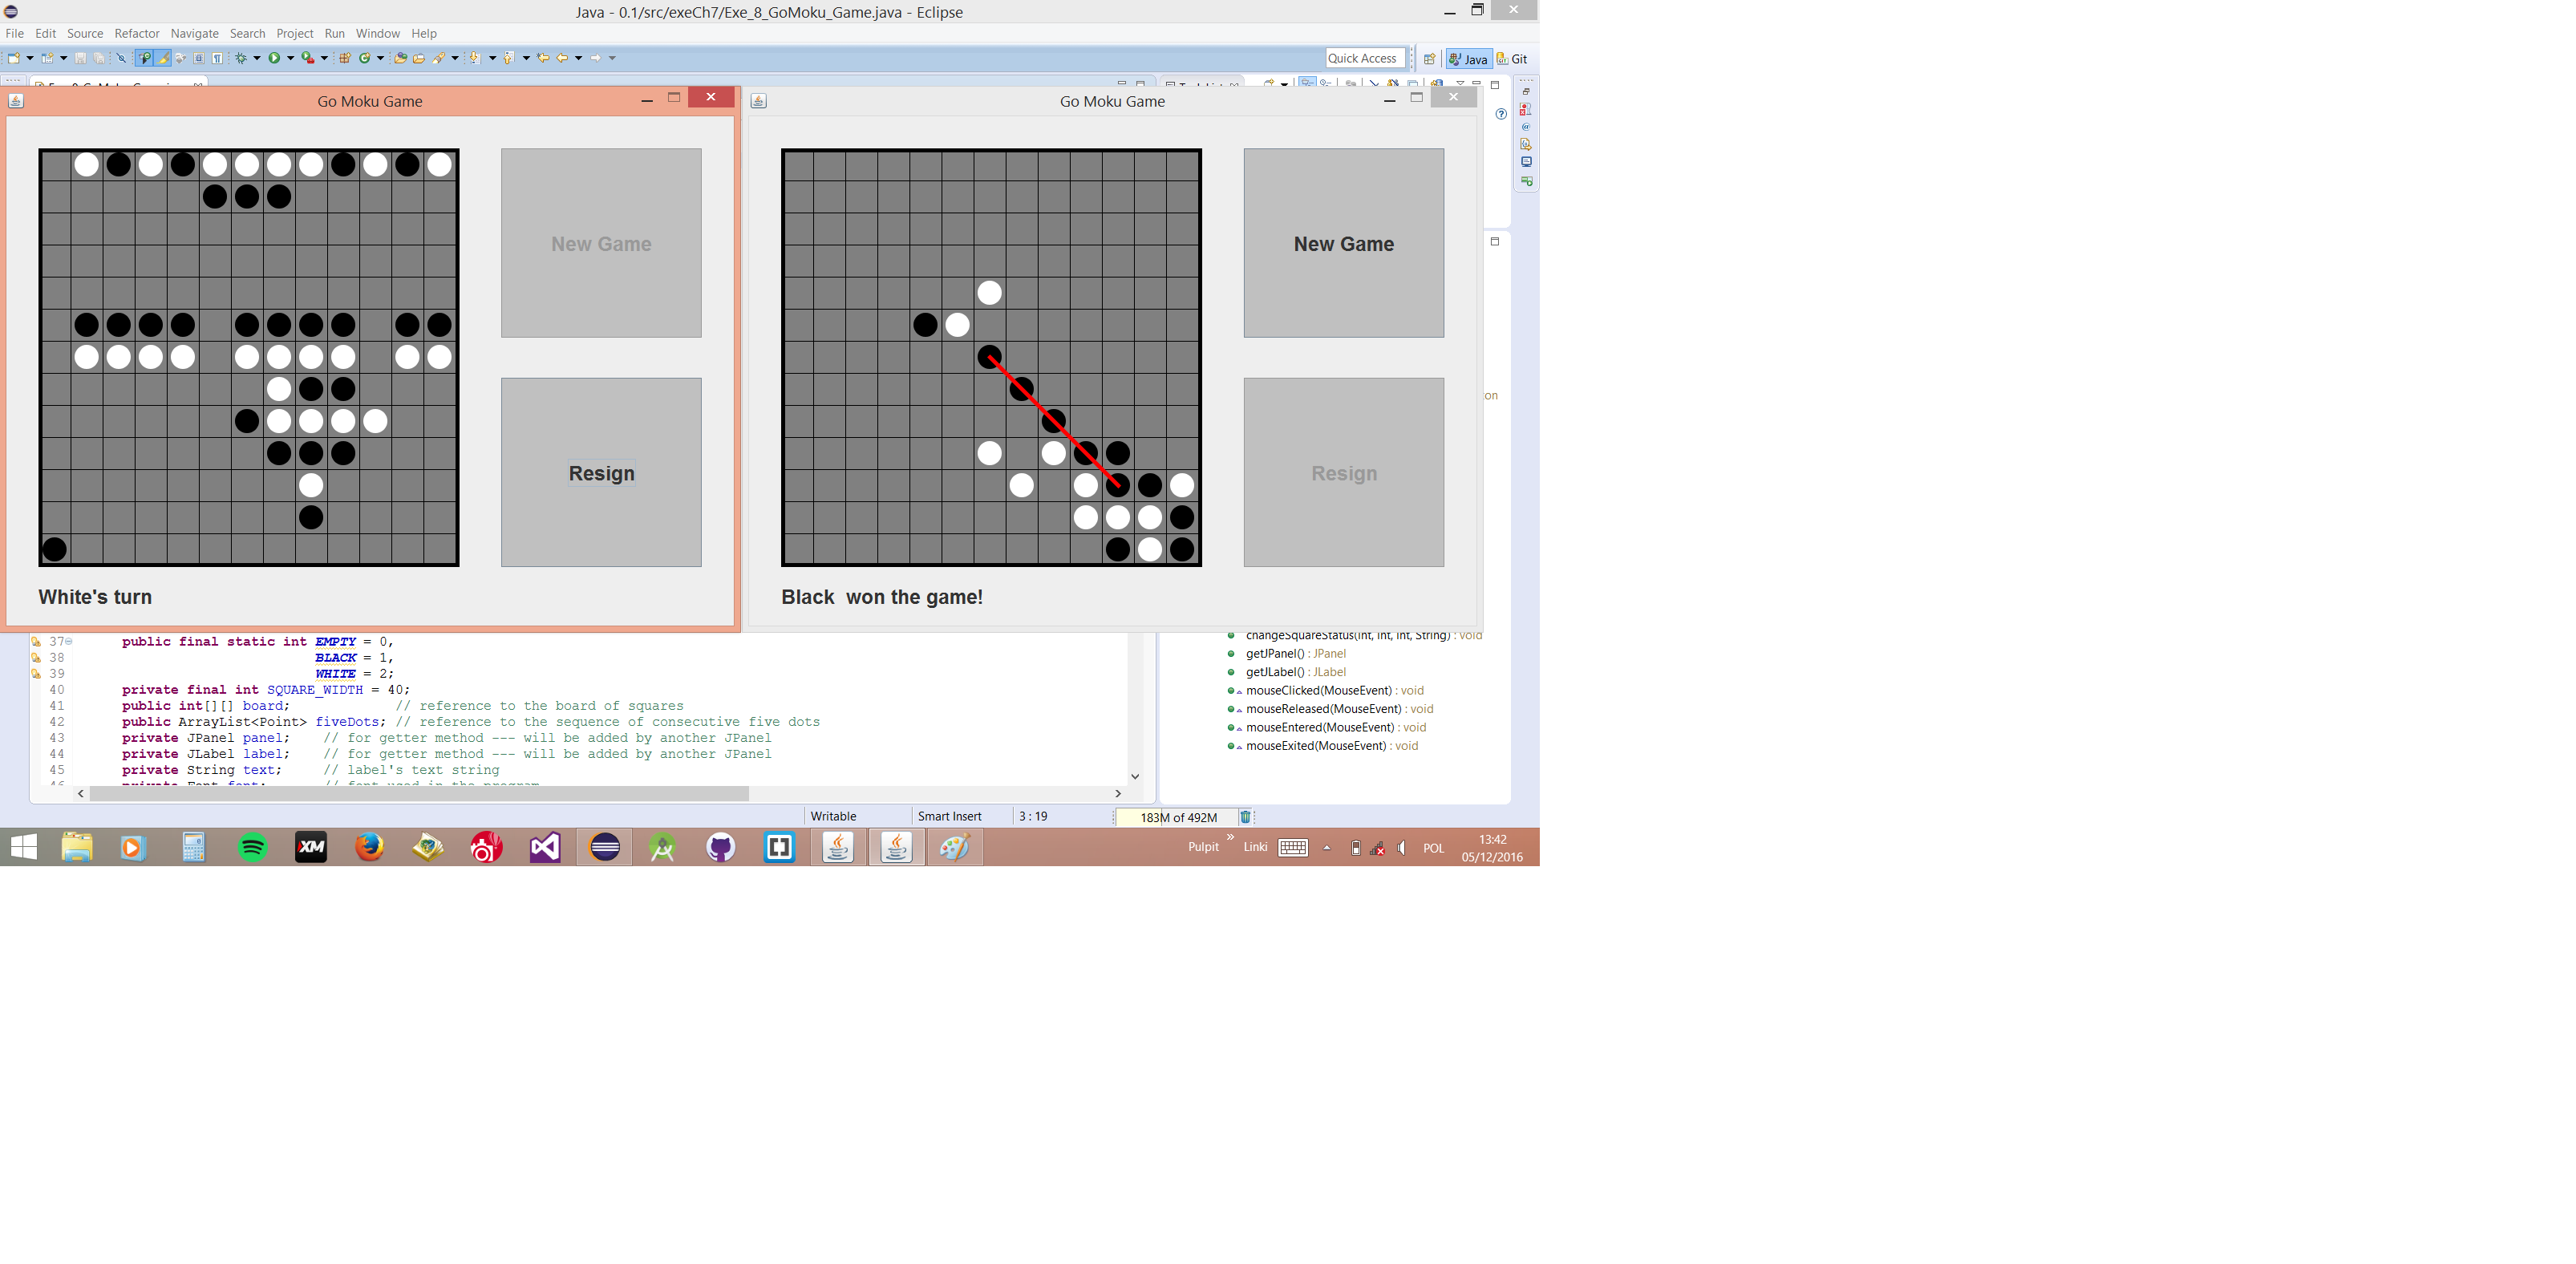 Java - 0.1/src/exeCh7/Exe_8_GoMoku_Game.java - Eclipse
File Edit Source Refactor Navigate Search Project Run Window Help
Quick Access
Java
Git
Go Moku Game
New Game
Resign
White's turn
Go Moku Game
New Game
Resign
Black  won the game!
on
37 public final static int EMPTY = 0,
38 BLACK = 1,
39 WHITE = 2;
40 private final int SQUARE_WIDTH = 40;
41 public int[][] board; // reference to the board of squares
42 public ArrayList<Point> fiveDots; // reference to the sequence of consecutive five dots
43 private JPanel panel; // for getter method --- will be added by another JPanel
44 private JLabel label; // for getter method --- will be added by another JPanel
45 private String text; // label's text string
changeSquareStatus(int, int, int, String) : void
getJPanel() : JPanel
getJLabel() : JLabel
mouseClicked(MouseEvent) : void
mouseReleased(MouseEvent) : void
mouseEntered(MouseEvent) : void
mouseExited(MouseEvent) : void
Writable
Smart Insert
3 : 19
183M of 492M
XM
Pulpit
Linki
POL
13:42
05/12/2016